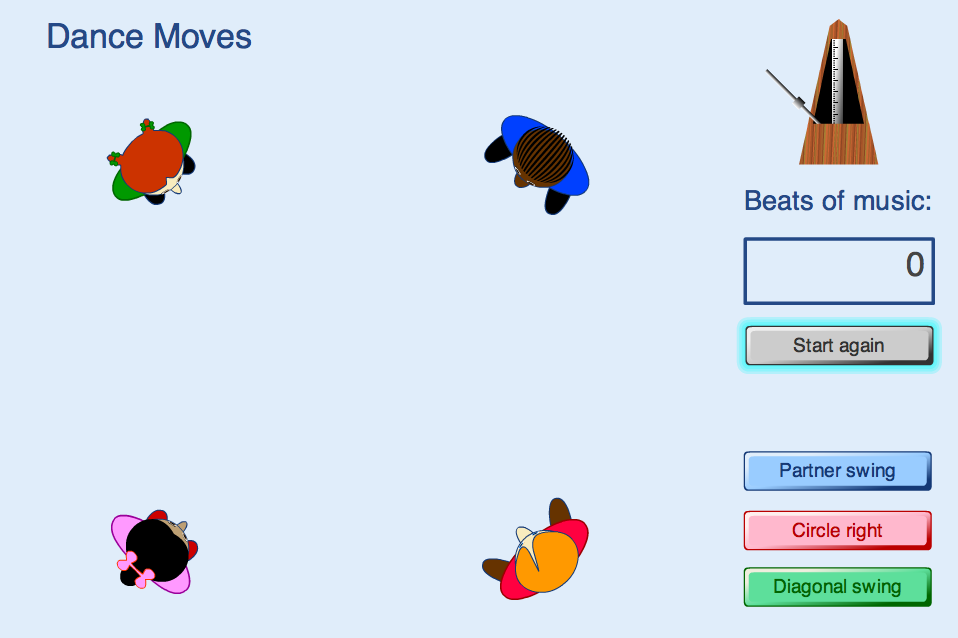 Dance Moves
Beats of music:
0
Start again
Partner swing
Circle right
Diagonal swing